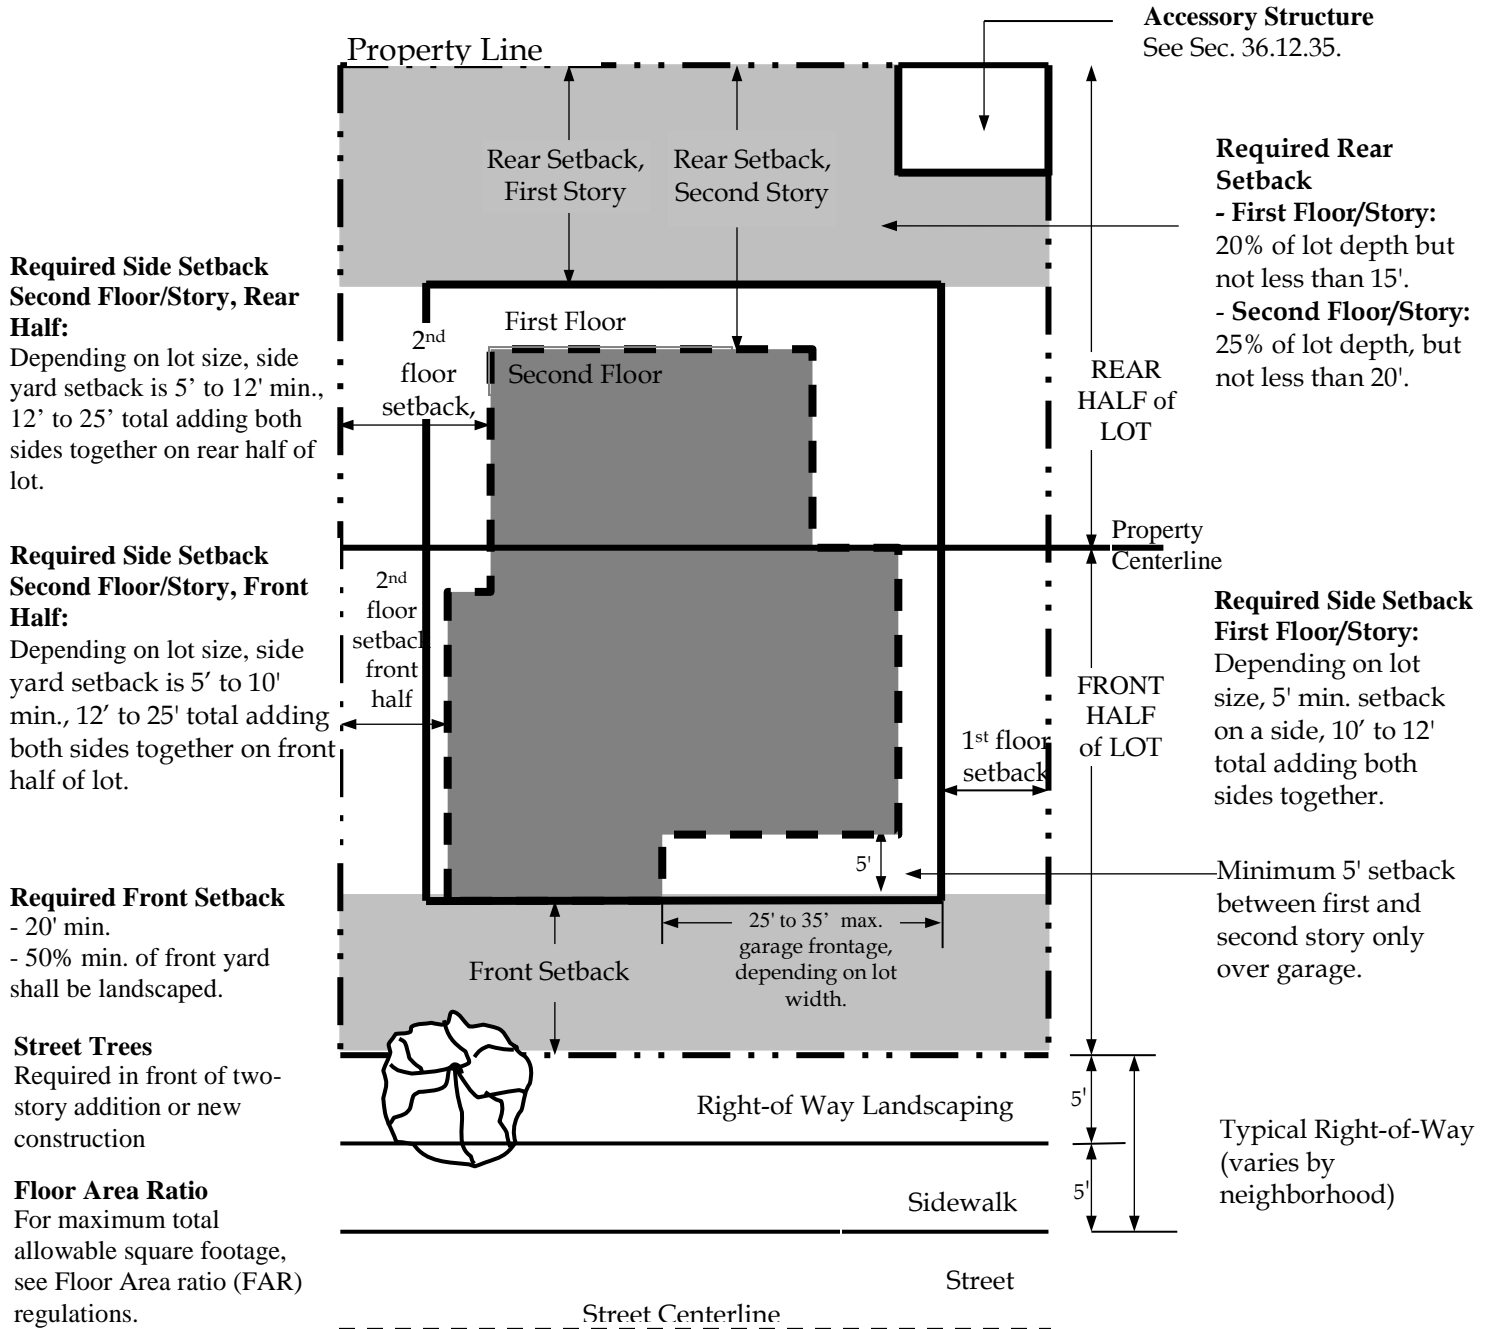 Accessory Structure
See Sec. 36.12.35.
Property Line
Rear Setback,
First Story
Rear Setback,
Second Story
Required Rear
Setback
- First Floor/Story:
20% of lot depth but
not less than 15'.
- Second Floor/Story:
25% of lot depth, but
not less than 20'.
Required Side Setback
Second Floor/Story, Rear
Half:
Depending on lot size, side
yard setback is 5’ to 12' min.,
12’ to 25’ total adding both
sides together on rear half of
lot.
2nd
floor
setback,
First Floor
Second Floor
REAR
HALF of
LOT
Property
Centerline
Required Side Setback
Second Floor/Story, Front
Half:
Depending on lot size, side
yard setback is 5’ to 10'
min., 12’ to 25' total adding
both sides together on front
half of lot.
2nd
floor
setback
front
half
FRONT
HALF
of LOT
1st floor
setback
Required Side Setback
First Floor/Story:
Depending on lot
size, 5' min. setback
on a side, 10’ to 12'
total adding both
sides together.
5'
Minimum 5' setback
between first and
second story only
over garage.
Required Front Setback
- 20' min.
- 50% min. of front yard
shall be landscaped.
Front Setback
25' to 35’ max.
garage frontage,
depending on lot
width.
Street Trees
Required in front of two-
story addition or new
construction
Right-of Way Landscaping
5'
Typical Right-of-Way
(varies by
neighborhood)
Floor Area Ratio
For maximum total
allowable square footage,
see Floor Area ratio (FAR)
regulations.
Sidewalk
5'
Street
Street Centerline